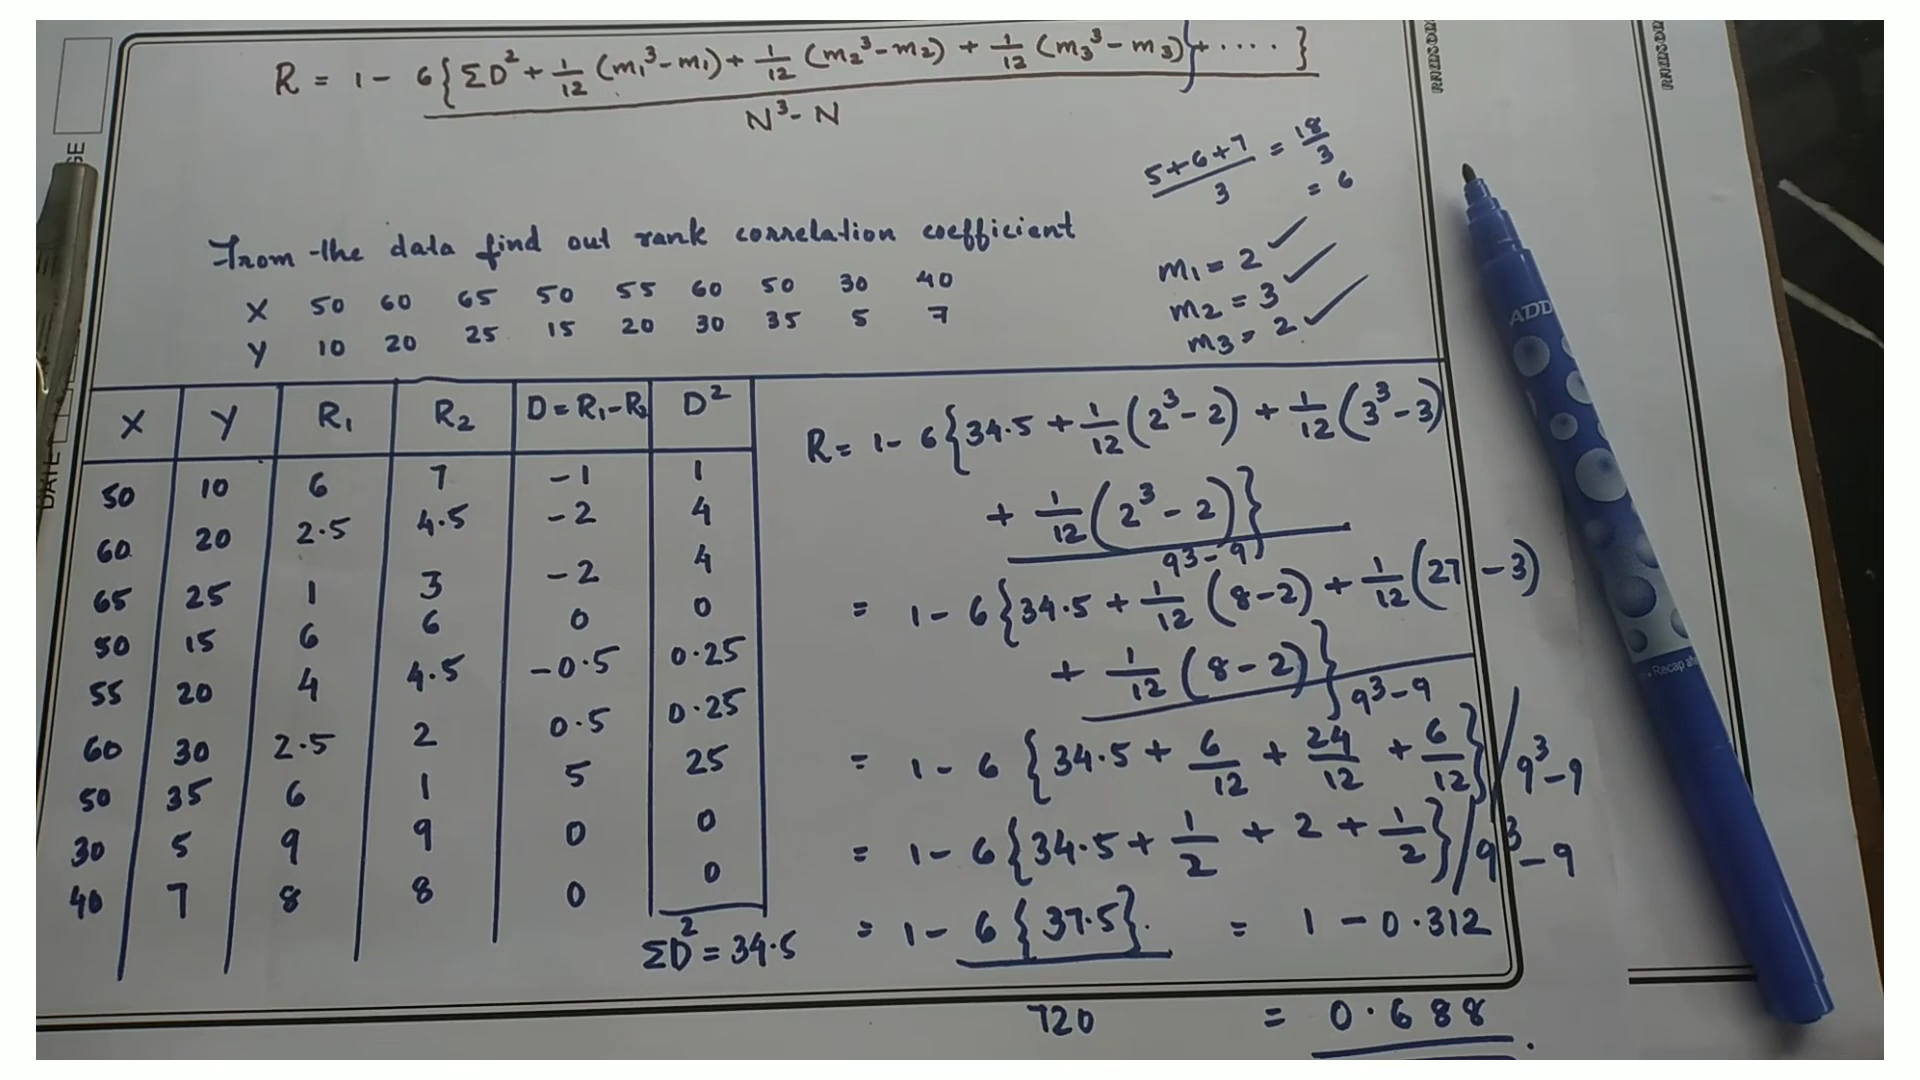 R = 1 - 6{ΣD² + 1/12 (m₁³ - m₁) + 1/12 (m₂³ - m₂) + 1/12 (m₃³ - m₃)} + .... }
N³ - N
5+6+7/3 = 18/3
= 6
From the data find out rank correlation coefficient
X 50 60 65 50 55 60 50 30 40
Y 10 20 25 15 20 30 35 5 7
m₁ = 2 ✓
m₂ = 3 ✓
m₃ = 2 ✓
X Y R₁ R₂ D = R₁ - R₂ D²
50 10 6 7 -1 1
60 20 2.5 4.5 -2 4
65 25 1 3 -2 4
50 15 6 6 0 0
55 20 4 4.5 -0.5 0.25
60 30 2.5 2 0.5 0.25
50 35 6 1 5 25
30 5 9 9 0 0
40 7 8 8 0 0
ΣD² = 34.5
R = 1 - 6{34.5 + 1/12 (2³ - 2) + 1/12 (3³ - 3)
+ 1/12 (2³ - 2)}
9³ - 9
= 1 - 6{34.5 + 1/12 (8 - 2) + 1/12 (27 - 3)
+ 1/12 (8 - 2)}
9³ - 9
= 1 - 6 {34.5 + 6/12 + 24/12 + 6/12} / 9³ - 9
= 1 - 6{34.5 + 1/2 + 2 + 1/2} / 9³ - 9
= 1 - 6{37.5} = 1 - 0.312
720 = 0.688
ADD
DATE